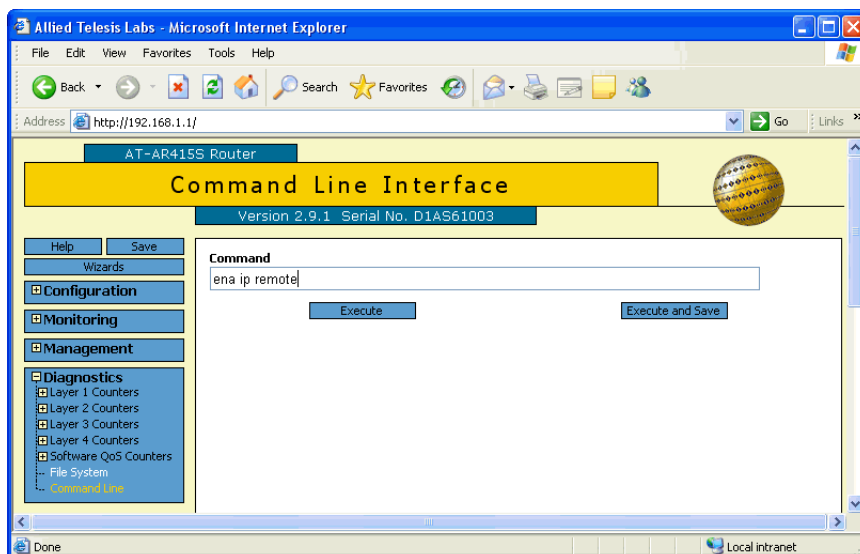 Allied Telesis Labs - Microsoft Internet Explorer
File Edit View Favorites Tools Help
Back Search Favorites
Address http://192.168.1.1/ Go Links »
AT-AR415S Router
Command Line Interface
Version 2.9.1 Serial No. D1AS61003
Help Save
Wizards
Configuration
Monitoring
Management
Diagnostics
Layer 1 Counters
Layer 2 Counters
Layer 3 Counters
Layer 4 Counters
Software QoS Counters
File System
Command Line
Command
ena ip remote
Execute Execute and Save
Done Local intranet